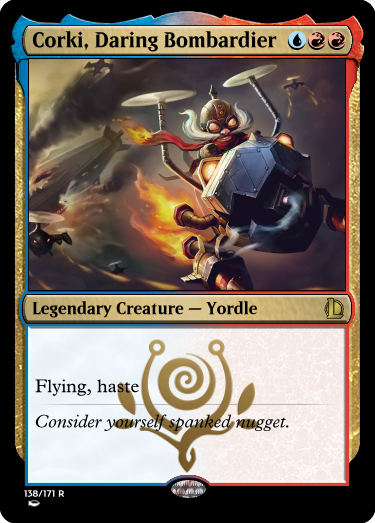 Corki, Daring Bombardier
Legendary Creature — Yordle
Flying, haste
Consider yourself spanked nugget.
138/171 R